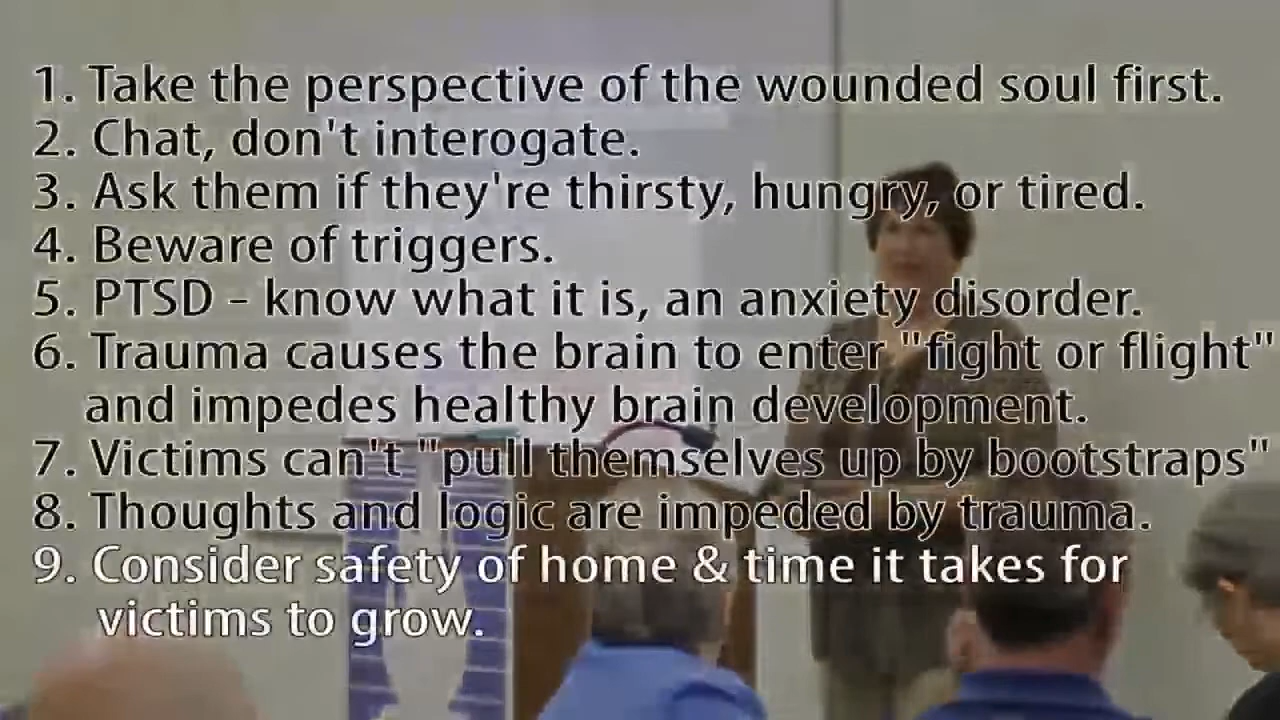 1. Take the perspective of the wounded soul first.
2. Chat, don't interogate.
3. Ask them if they're thirsty, hungry, or tired.
4. Beware of triggers.
5. PTSD - know what it is, an anxiety disorder.
6. Trauma causes the brain to enter "fight or flight"
and impedes healthy brain development.
7. Victims can't "pull themselves up by bootstraps"
8. Thoughts and logic are impeded by trauma.
9. Consider safety of home & time it takes for
victims to grow.